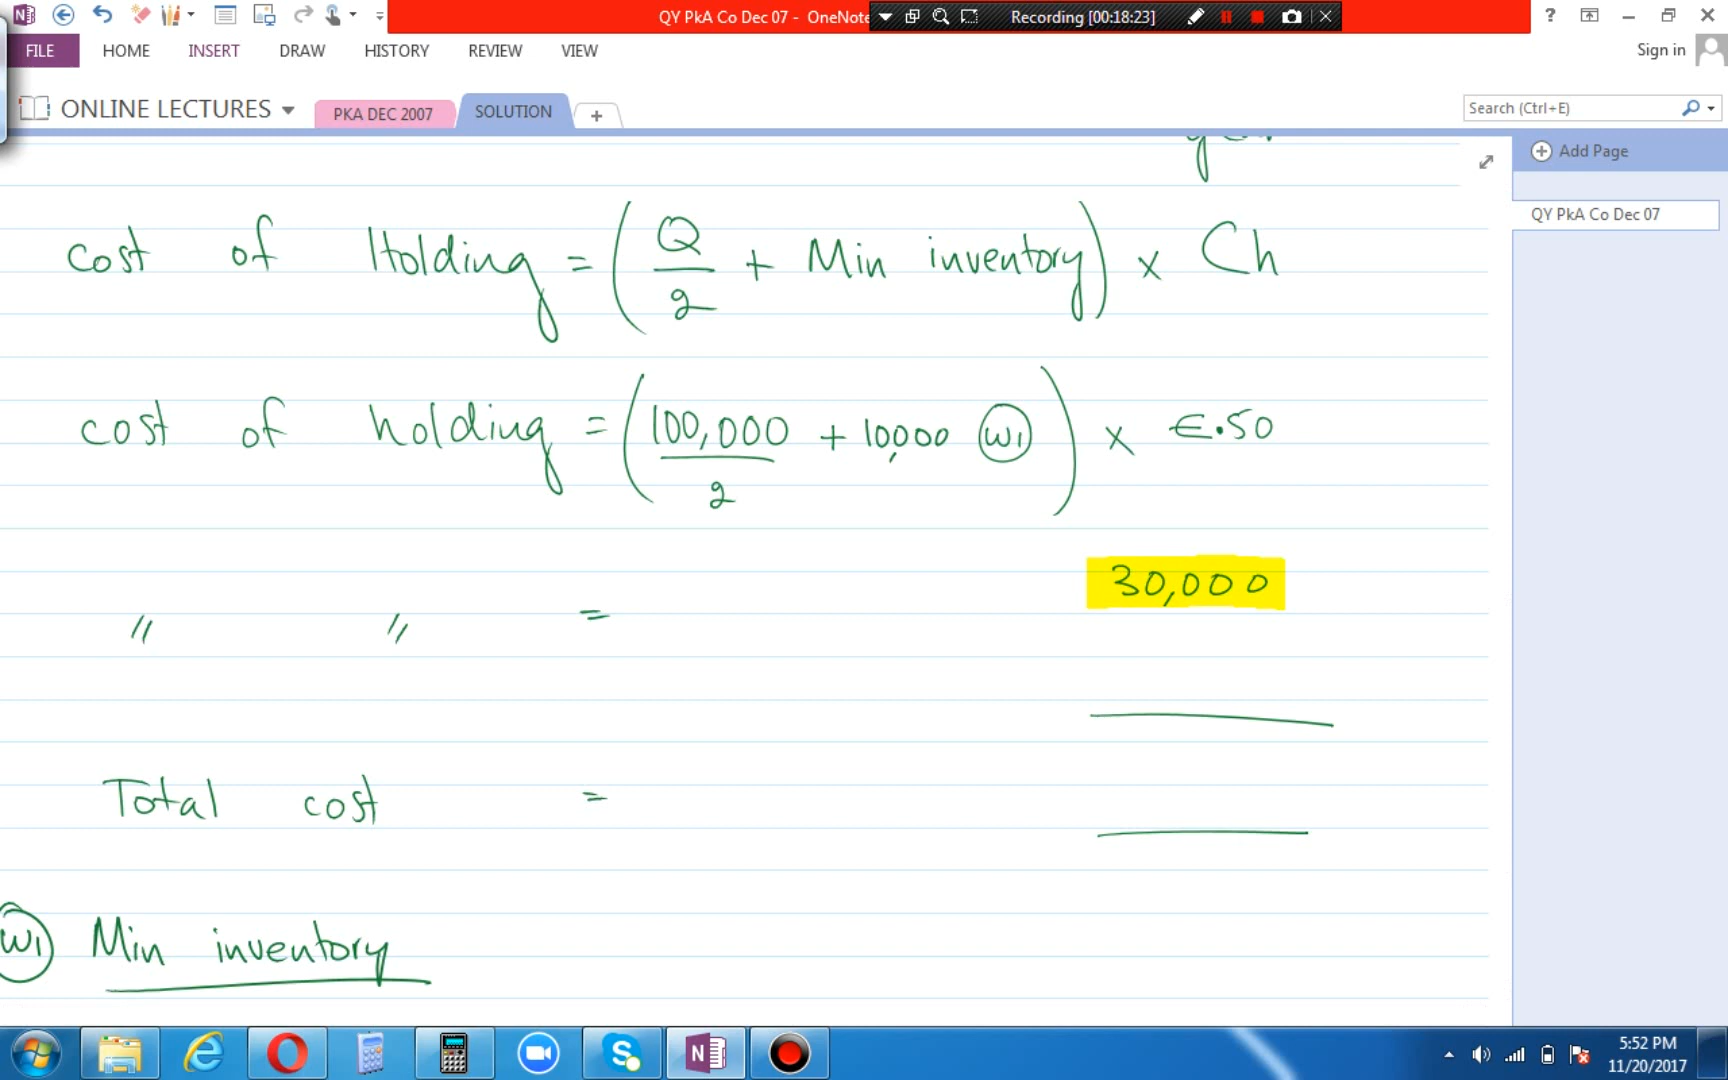 QY PkA Co Dec 07 - OneNote
Recording [00:18:23]
FILE HOME INSERT DRAW HISTORY REVIEW VIEW
Sign in
ONLINE LECTURES
PKA DEC 2007
SOLUTION
Search (Ctrl+E)
Add Page
QY PkA Co Dec 07
cost of Holding = (Q/2 + Min inventory) x Ch
cost of holding = (100,000/2 + 10,000 W1) x €.50
30,000
" " =
Total cost =
W1 Min inventory
5:52 PM
11/20/2017